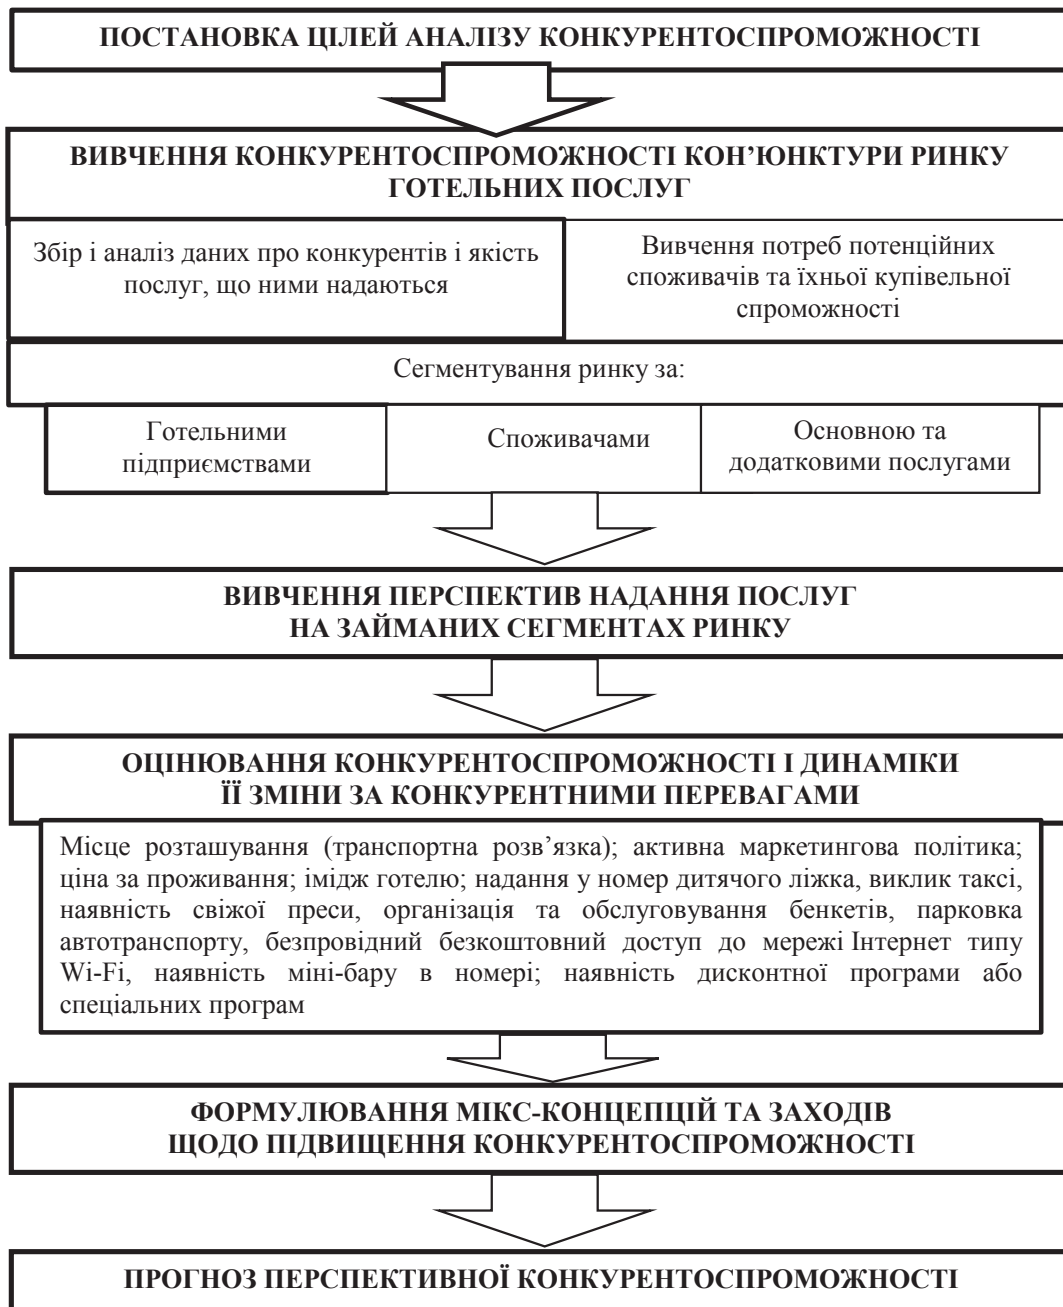 ПОСТАНОВКА ЦІЛЕЙ АНАЛІЗУ КОНКУРЕНТОСПРОМОЖНОСТІ
ВИВЧЕННЯ КОНКУРЕНТОСПРОМОЖНОСТІ КОН’ЮНКТУРИ РИНКУ
ГОТЕЛЬНИХ ПОСЛУГ
Збір і аналіз даних про конкурентів і якість
послуг, що ними надаються
Вивчення потреб потенційних
споживачів та їхньої купівельної
спроможності
Сегментування ринку за:
Готельними
підприємствами
Споживачами
Основною та
додатковими послугами
ВИВЧЕННЯ ПЕРСПЕКТИВ НАДАННЯ ПОСЛУГ
НА ЗАЙМАНИХ СЕГМЕНТАХ РИНКУ
ОЦІНЮВАННЯ КОНКУРЕНТОСПРОМОЖНОСТІ І ДИНАМІКИ
ЇЇ ЗМІНИ ЗА КОНКУРЕНТНИМИ ПЕРЕВАГАМИ
Місце розташування (транспортна розв’язка); активна маркетингова політика;
ціна за проживання; імідж готелю; надання у номер дитячого ліжка, виклик таксі,
наявність свіжої преси, організація та обслуговування бенкетів, парковка
автотранспорту, безпровідний безкоштовний доступ до мережі Інтернет типу
Wi-Fi, наявність міні-бару в номері; наявність дисконтної програми або
спеціальних програм
ФОРМУЛЮВАННЯ МІКС-КОНЦЕПЦІЙ ТА ЗАХОДІВ
ЩОДО ПІДВИЩЕННЯ КОНКУРЕНТОСПРОМОЖНОСТІ
ПРОГНОЗ ПЕРСПЕКТИВНОЇ КОНКУРЕНТОСПРОМОЖНОСТІ